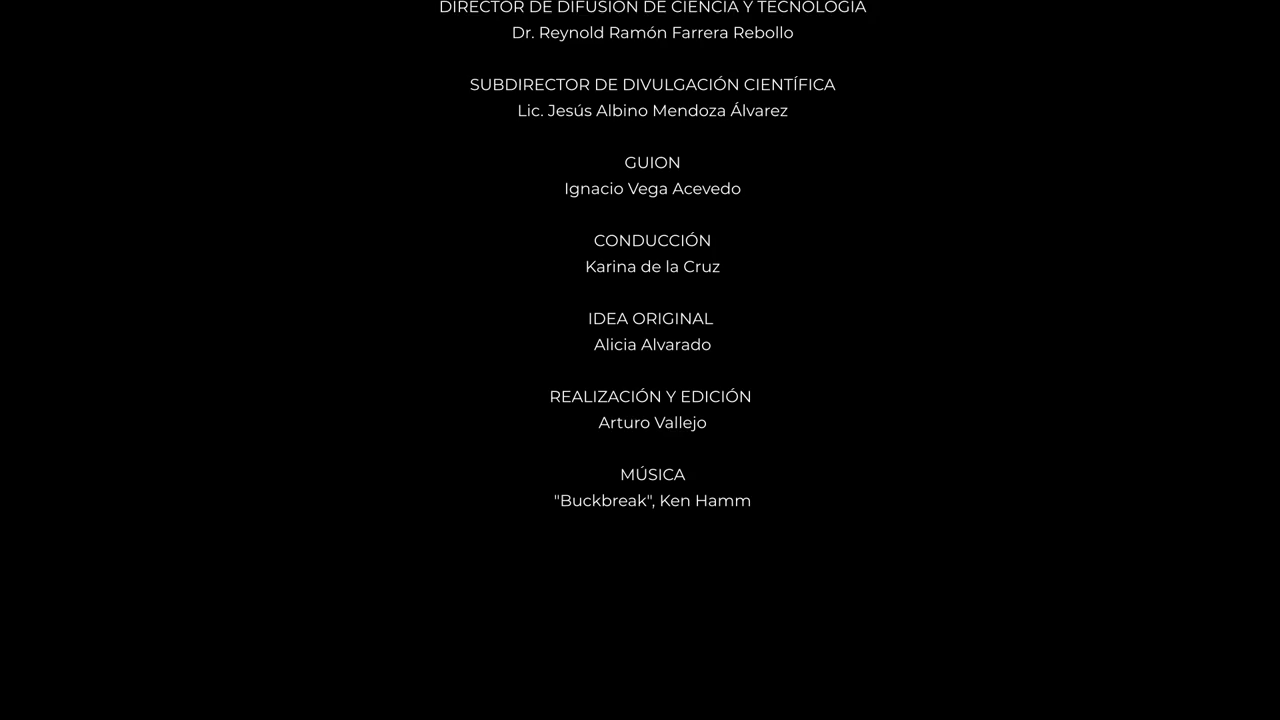 DIRECTOR DE DIFUSIÓN DE CIENCIA Y TECNOLOGÍA
Dr. Reynold Ramón Farrera Rebollo
SUBDIRECTOR DE DIVULGACIÓN CIENTÍFICA
Lic. Jesús Albino Mendoza Álvarez
GUION
Ignacio Vega Acevedo
CONDUCCIÓN
Karina de la Cruz
IDEA ORIGINAL
Alicia Alvarado
REALIZACIÓN Y EDICIÓN
Arturo Vallejo
MÚSICA
"Buckbreak", Ken Hamm